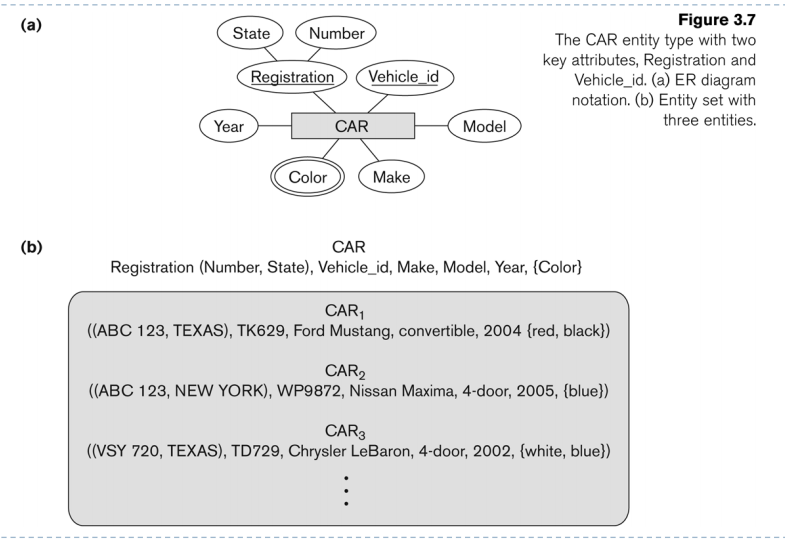 (a)
State
Number
Registration
Vehicle_id
Year
CAR
Model
Color
Make
Figure 3.7
The CAR entity type with two
key attributes, Registration and
Vehicle_id. (a) ER diagram
notation. (b) Entity set with
three entities.
(b)
CAR
Registration (Number, State), Vehicle_id, Make, Model, Year, {Color}
CAR₁
((ABC 123, TEXAS), TK629, Ford Mustang, convertible, 2004 {red, black})
CAR₂
((ABC 123, NEW YORK), WP9872, Nissan Maxima, 4-door, 2005, {blue})
CAR₃
((VSY 720, TEXAS), TD729, Chrysler LeBaron, 4-door, 2002, {white, blue})